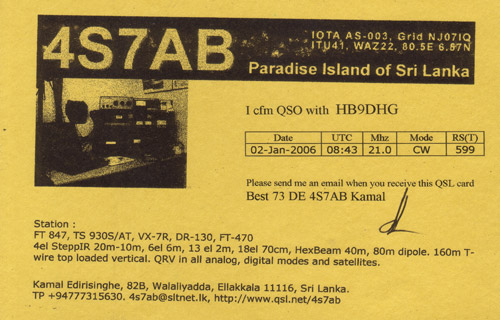 4S7AB
IOTA AS-003, Grid NJ07IQ
ITU41, WAZ22, 80.5E 6.57N
Paradise Island of Sri Lanka
I cfm QSO with HB9DHG
Date UTC Mhz Mode RS(T)
02-Jan-2006 08:43 21.0 CW 599
Please send me an email when you receive this QSL card
Best 73 DE 4S7AB Kamal
Station :
FT 847, TS 930S/AT, VX-7R, DR-130, FT-470
4el SteppIR 20m-10m, 6el 6m, 13 el 2m, 18el 70cm, HexBeam 40m, 80m dipole. 160m T-
wire top loaded vertical. QRV in all analog, digital modes and satellites.
Kamal Edirisinghe, 82B, Walaliyadda, Ellakkala 11116, Sri Lanka.
TP +94777315630. 4s7ab@sltnet.lk, http://www.qsl.net/4s7ab